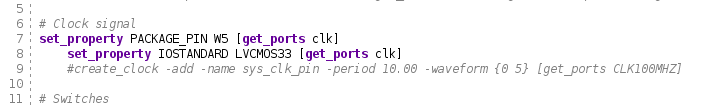 5
6 # Clock signal
7 set_property PACKAGE_PIN W5 [get_ports clk]
8 set_property IOSTANDARD LVCMOS33 [get_ports clk]
9 #create_clock -add -name sys_clk_pin -period 10.00 -waveform {0 5} [get_ports CLK100MHZ]
10
11 # Switches